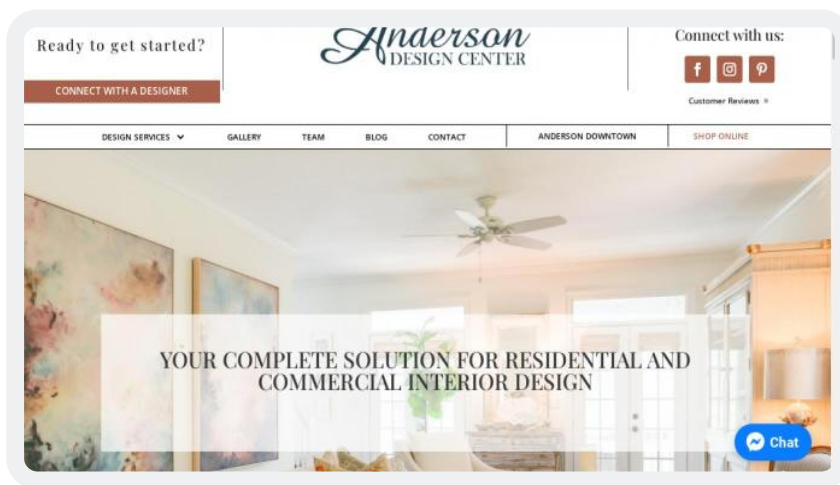 Ready to get started?
CONNECT WITH A DESIGNER
Anderson
DESIGN CENTER
Connect with us:
Customer Reviews »
DESIGN SERVICES GALLERY TEAM BLOG CONTACT ANDERSON DOWNTOWN SHOP ONLINE
YOUR COMPLETE SOLUTION FOR RESIDENTIAL AND
COMMERCIAL INTERIOR DESIGN
Chat